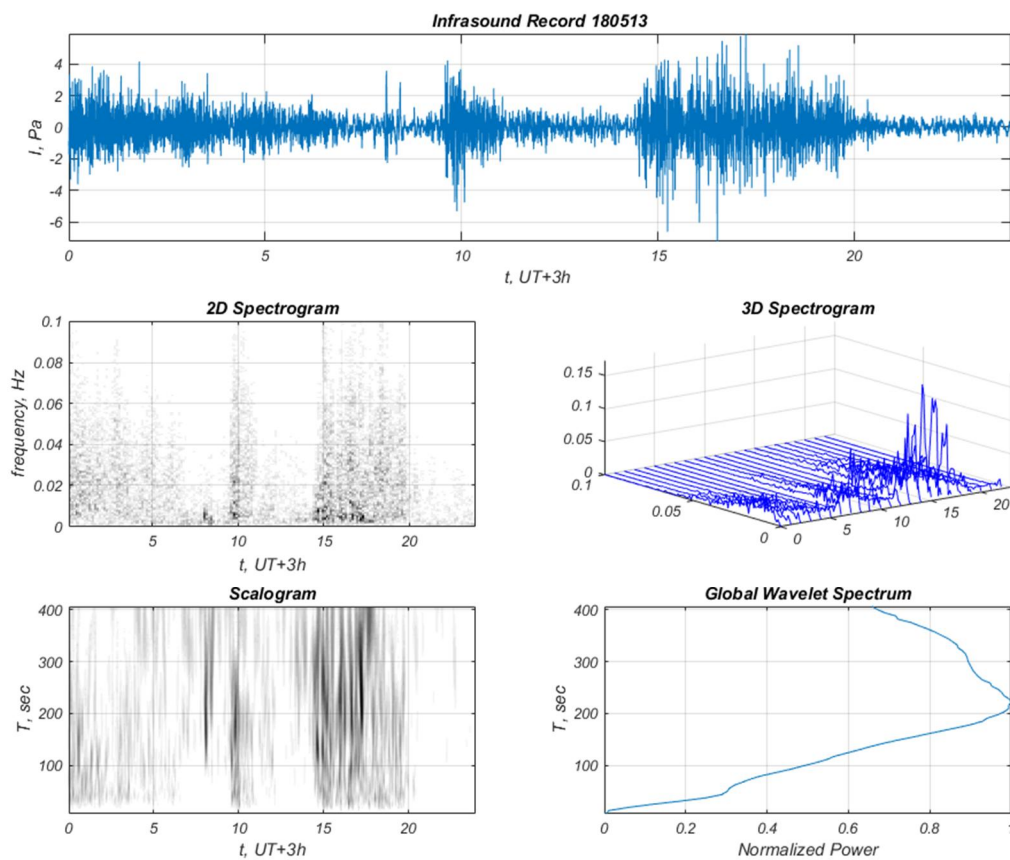 Infrasound Record 180513
4
2
0
-2
-4
-6
I, Pa
0 5 10 15 20
t, UT+3h
2D Spectrogram
0.1
0.08
0.06
0.04
0.02
0
frequency, Hz
5 10 15 20
t, UT+3h
3D Spectrogram
0.15
0.1
0.05
0
0.1
0.05
0
0 5 10 15 20
Scalogram
400
300
200
100
T, sec
0 5 10 15 20
t, UT+3h
Global Wavelet Spectrum
400
300
200
100
T, sec
0 0.2 0.4 0.6 0.8 1
Normalized Power